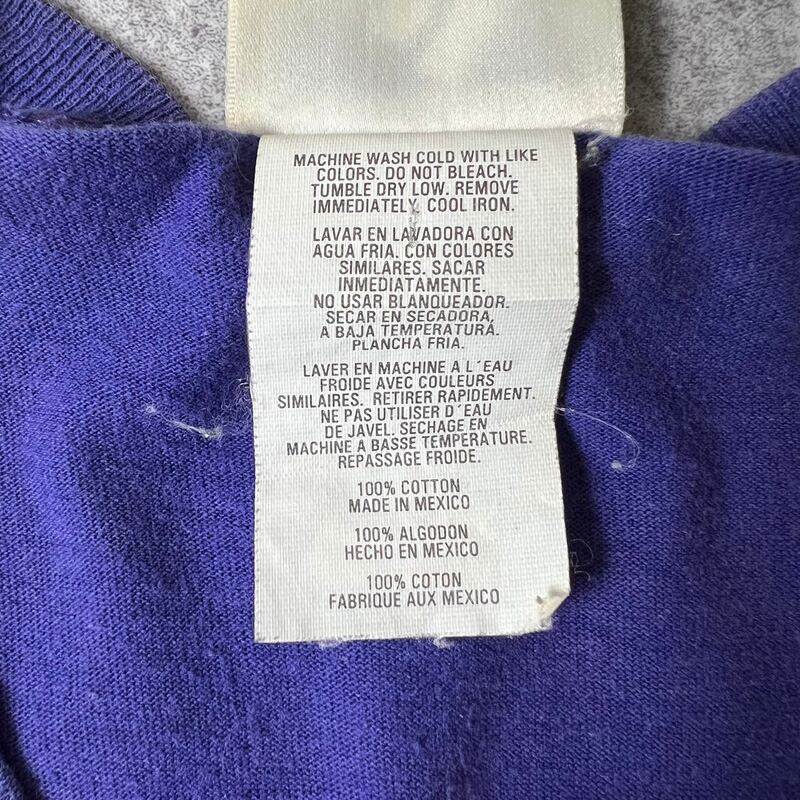 MACHINE WASH COLD WITH LIKE
COLORS. DO NOT BLEACH.
TUMBLE DRY LOW. REMOVE
IMMEDIATELY. COOL IRON.
LAVAR EN LAVADORA CON
AGUA FRIA. CON COLORES
SIMILARES. SACAR
INMEDIATAMENTE.
NO USAR BLANQUEADOR.
SECAR EN SECADORA,
A BAJA TEMPERATURA.
PLANCHA FRIA.
LAVER EN MACHINE A L´EAU
FROIDE AVEC COULEURS
SIMILAIRES. RETIRER RAPIDEMENT.
NE PAS UTILISER D´EAU
DE JAVEL. SECHAGE EN
MACHINE A BASSE TEMPERATURE.
REPASSAGE FROIDE.
100% COTTON
MADE IN MEXICO
100% ALGODON
HECHO EN MEXICO
100% COTON
FABRIQUE AUX MEXICO